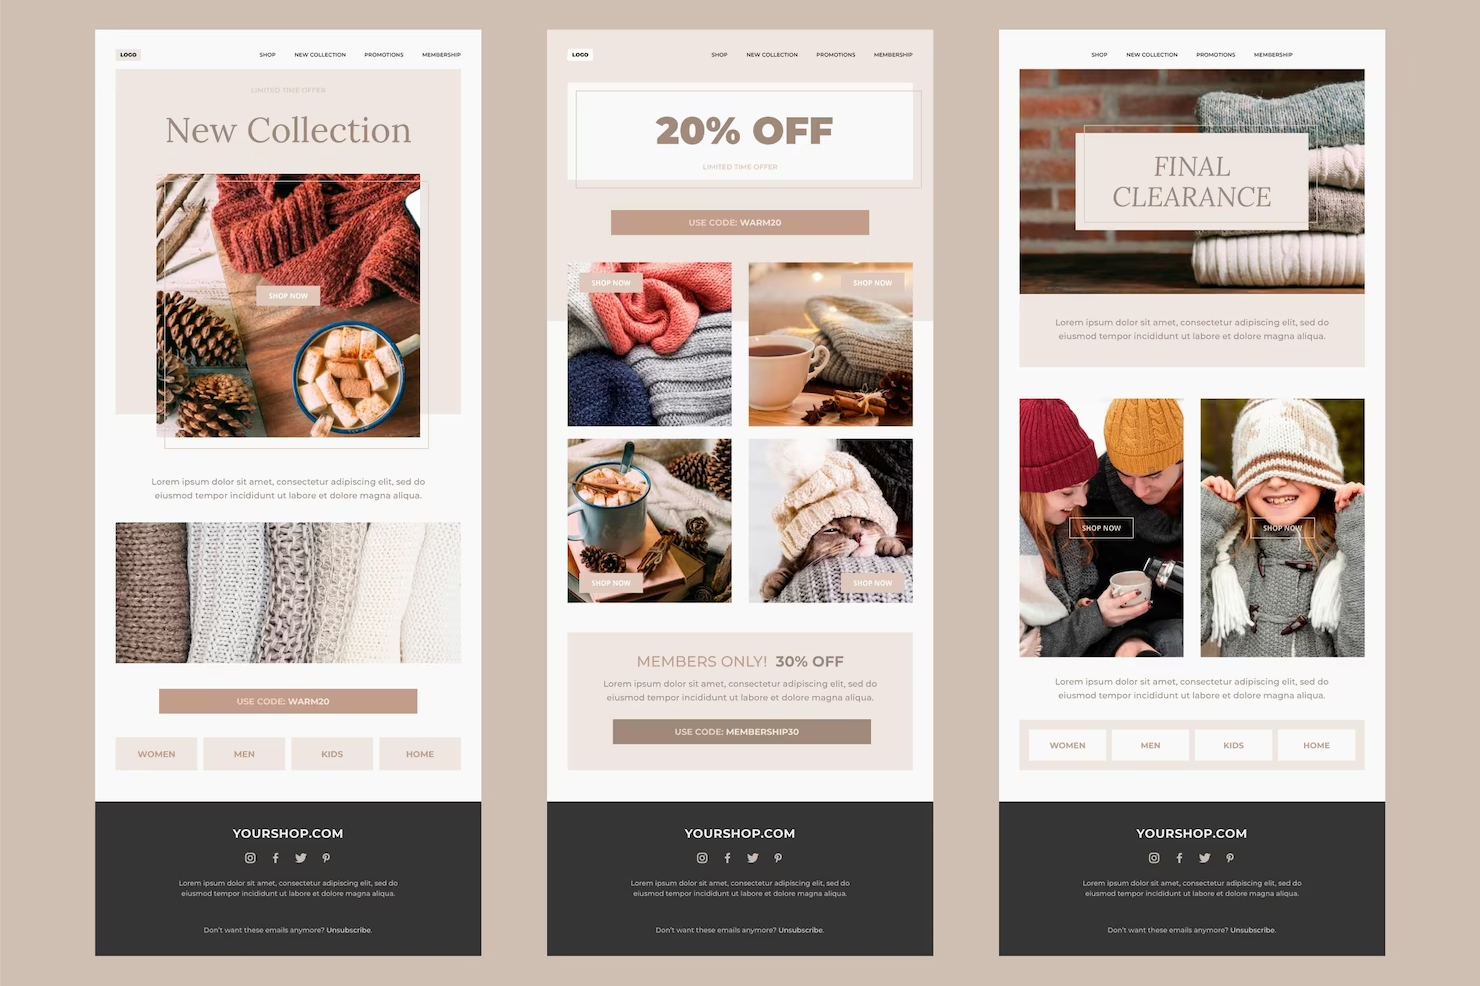 LOGO
SHOP NEW COLLECTION PROMOTIONS MEMBERSHIP
LIMITED TIME OFFER
New Collection
SHOP NOW
Lorem ipsum dolor sit amet, consectetur adipiscing elit, sed do
eiusmod tempor incididunt ut labore et dolore magna aliqua.
USE CODE: WARM20
WOMEN MEN KIDS HOME
YOURSHOP.COM
Lorem ipsum dolor sit amet, consectetur adipiscing elit, sed do
eiusmod tempor incididunt ut labore et dolore magna aliqua.
Don't want these emails anymore? Unsubscribe.
LOGO
SHOP NEW COLLECTION PROMOTIONS MEMBERSHIP
20% OFF
LIMITED TIME OFFER
USE CODE: WARM20
SHOP NOW
SHOP NOW
SHOP NOW
SHOP NOW
MEMBERS ONLY! 30% OFF
Lorem ipsum dolor sit amet, consectetur adipiscing elit, sed do
eiusmod tempor incididunt ut labore et dolore magna aliqua.
USE CODE: MEMBERSHIP30
YOURSHOP.COM
Lorem ipsum dolor sit amet, consectetur adipiscing elit, sed do
eiusmod tempor incididunt ut labore et dolore magna aliqua.
Don't want these emails anymore? Unsubscribe.
SHOP NEW COLLECTION PROMOTIONS MEMBERSHIP
FINAL
CLEARANCE
Lorem ipsum dolor sit amet, consectetur adipiscing elit, sed do
eiusmod tempor incididunt ut labore et dolore magna aliqua.
SHOP NOW
SHOP NOW
Lorem ipsum dolor sit amet, consectetur adipiscing elit, sed do
eiusmod tempor incididunt ut labore et dolore magna aliqua.
WOMEN MEN KIDS HOME
YOURSHOP.COM
Lorem ipsum dolor sit amet, consectetur adipiscing elit, sed do
eiusmod tempor incididunt ut labore et dolore magna aliqua.
Don't want these emails anymore? Unsubscribe.